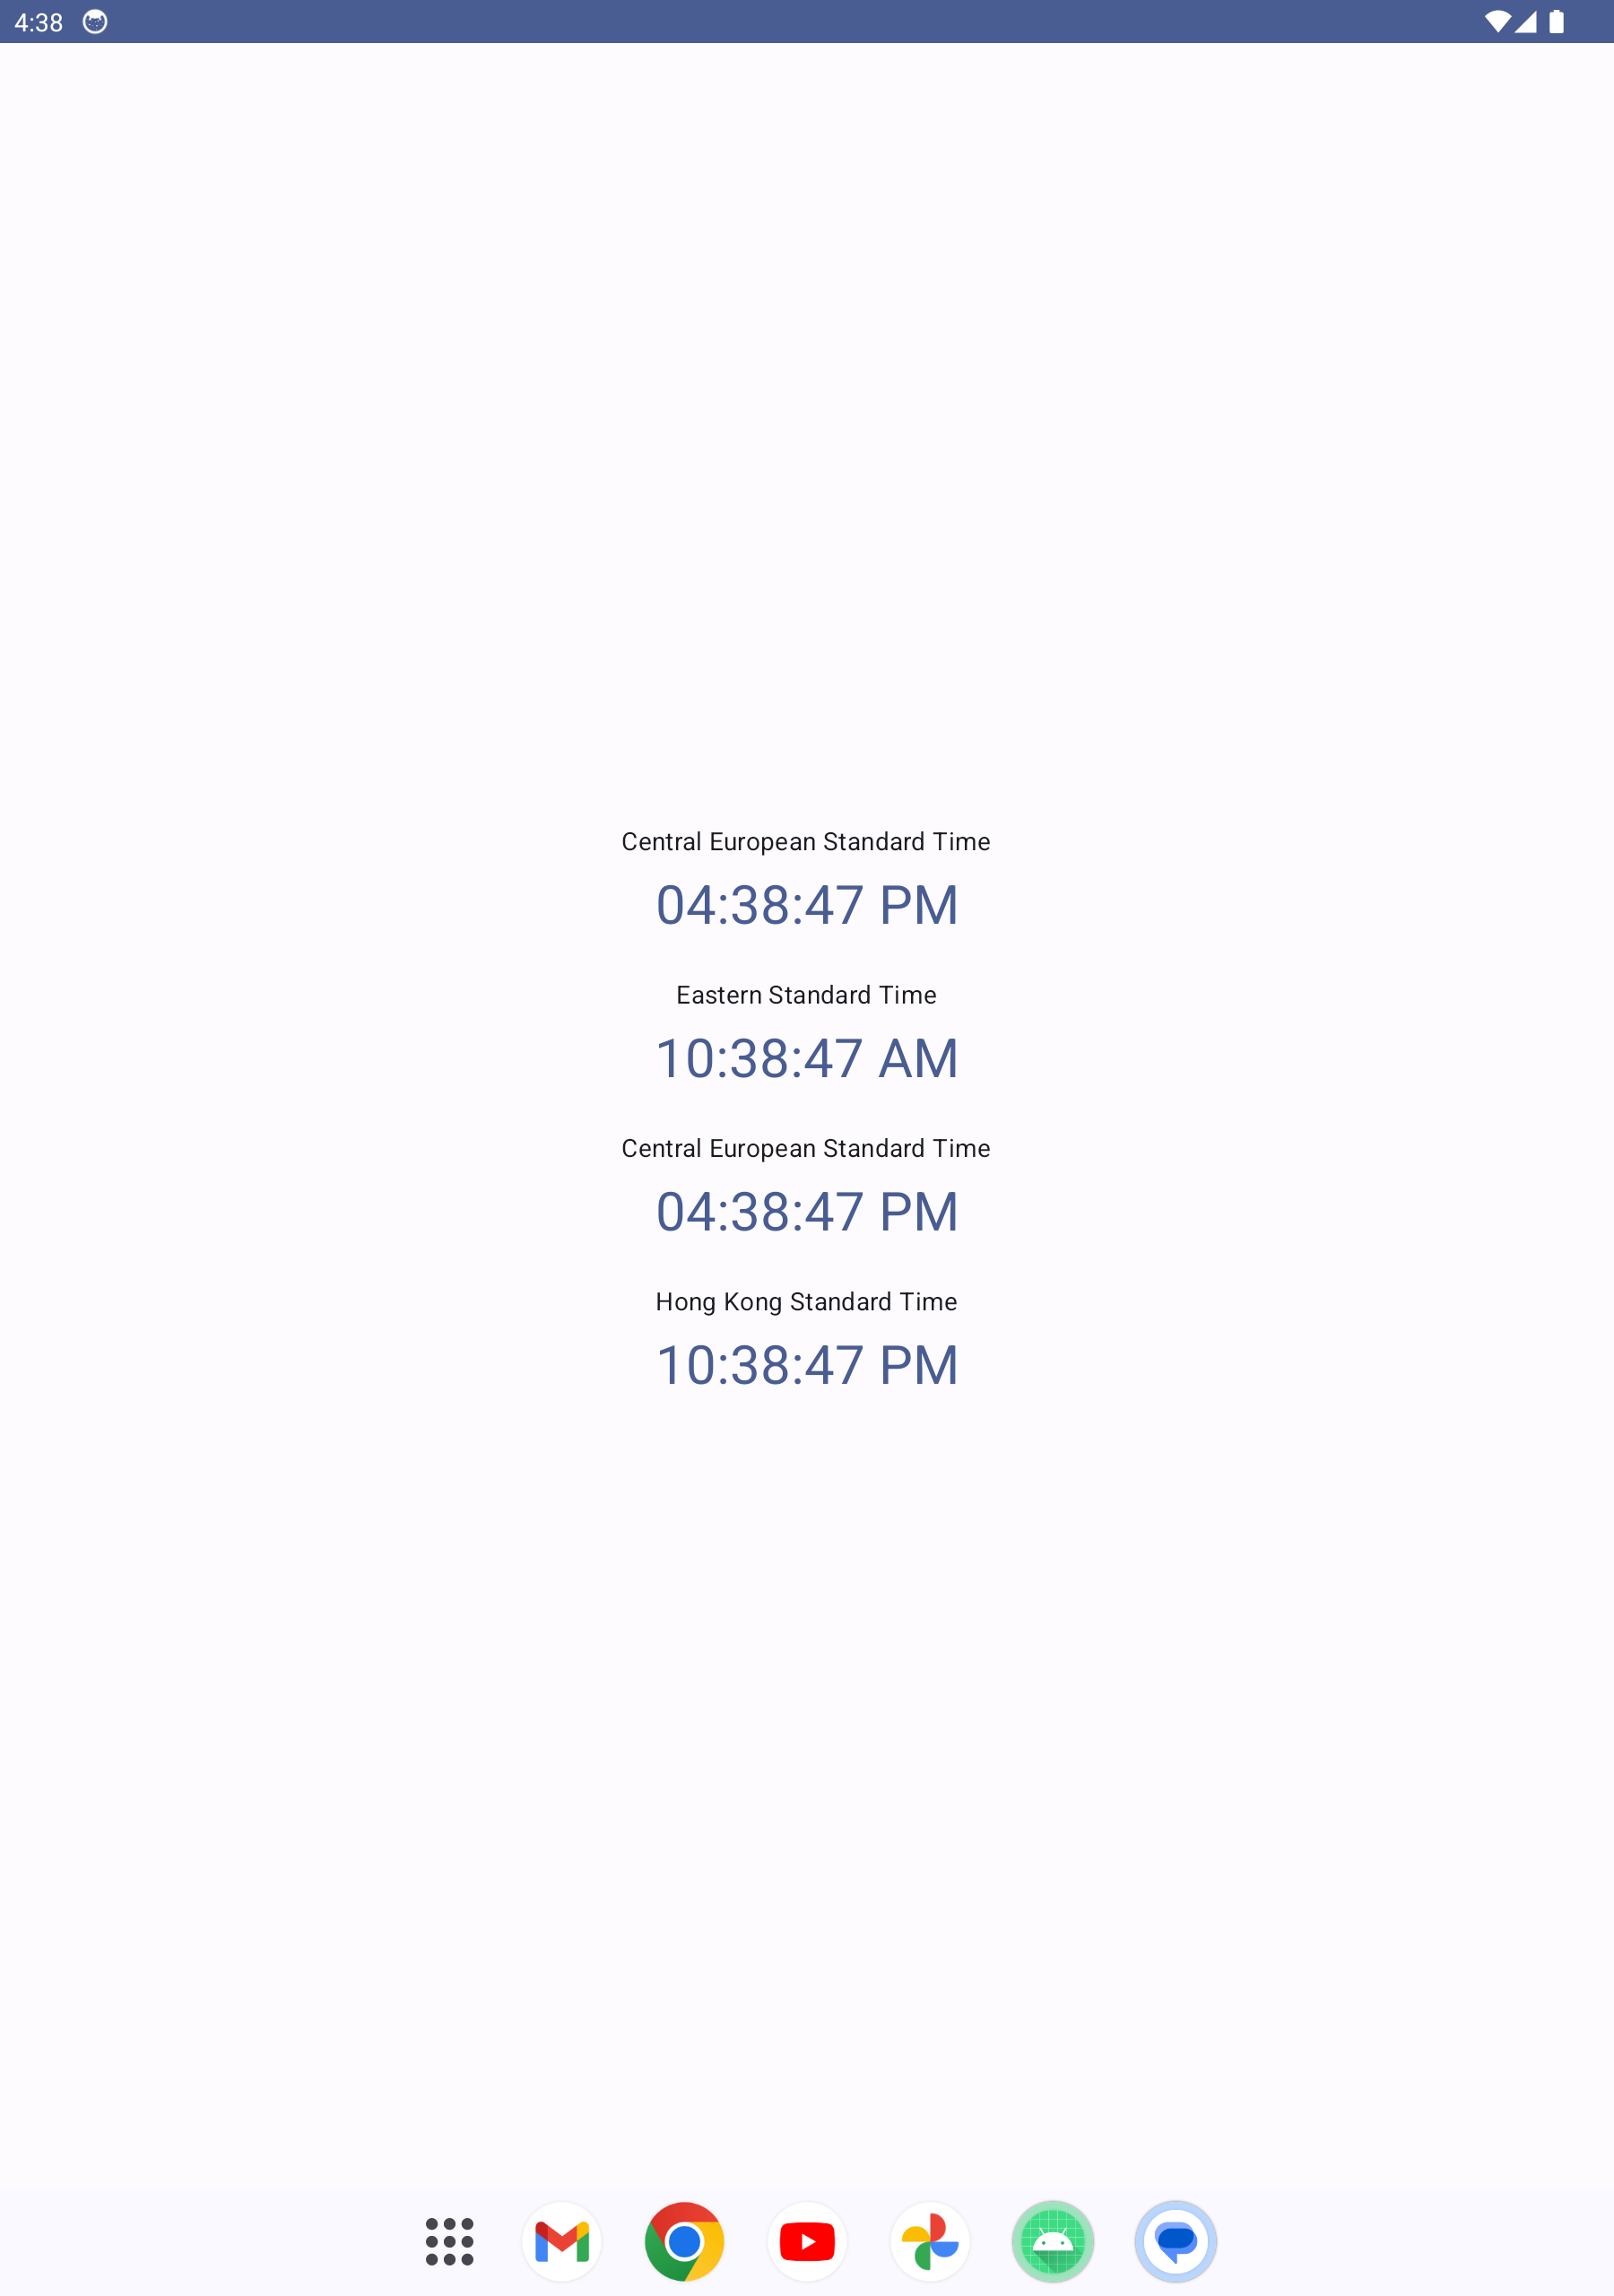 4:38
Central European Standard Time
04:38:47 PM
Eastern Standard Time
10:38:47 AM
Central European Standard Time
04:38:47 PM
Hong Kong Standard Time
10:38:47 PM